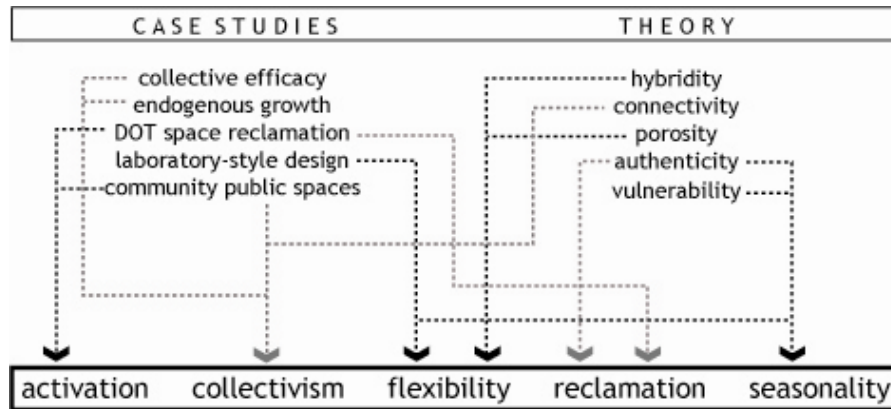 CASE STUDIES THEORY
collective efficacy hybridity
endogenous growth connectivity
DOT space reclamation porosity
laboratory-style design authenticity
community public spaces vulnerability
activation collectivism flexibility reclamation seasonality